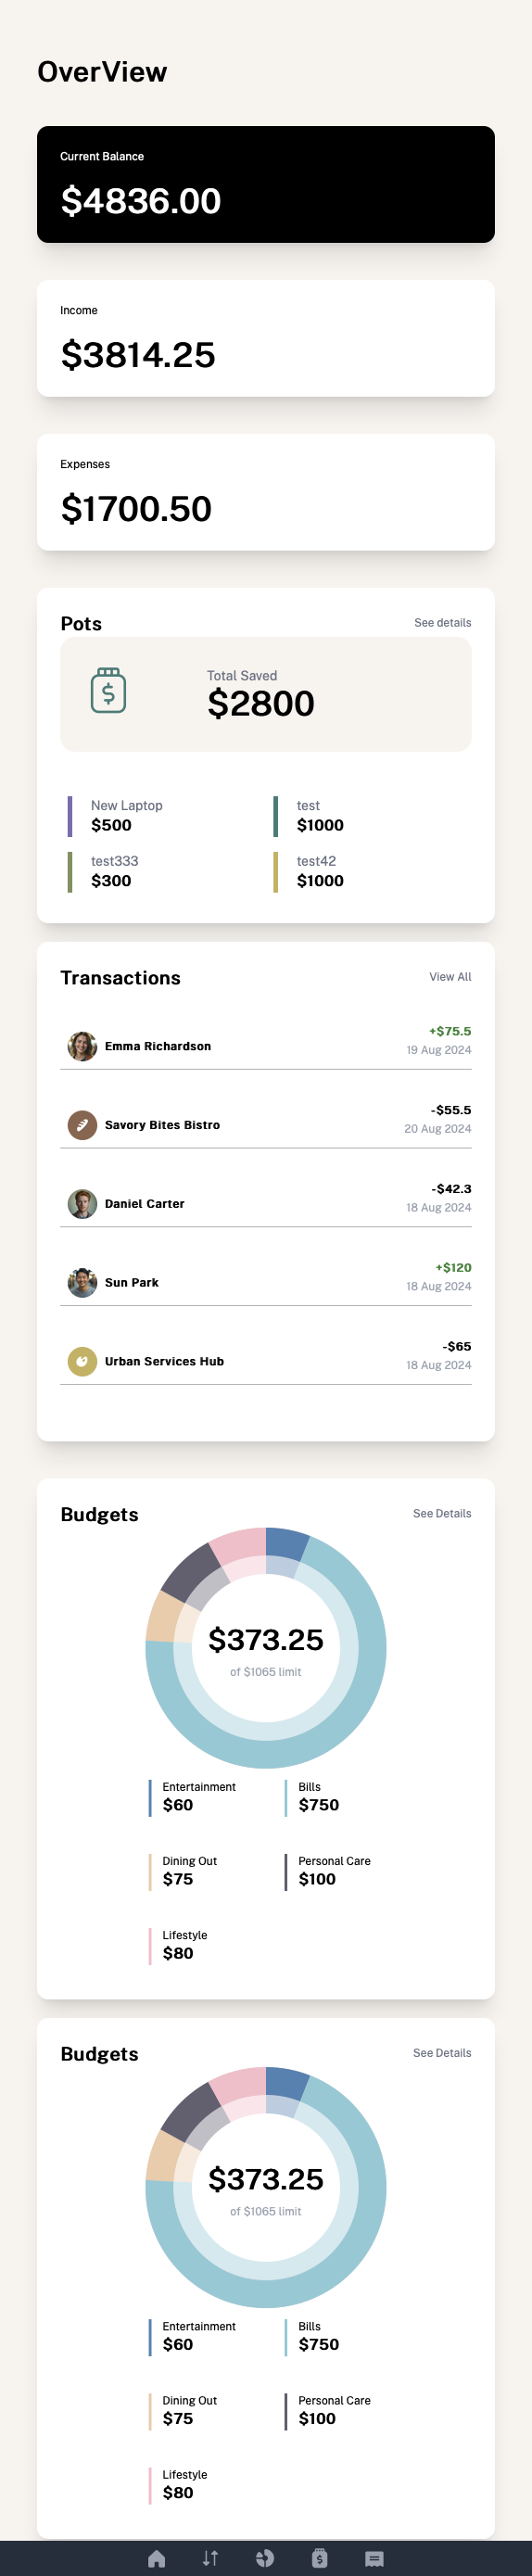 OverView
Current Balance
$4836.00
Income
$3814.25
Expenses
$1700.50
Pots
See details
Total Saved
$2800
New Laptop
$500
test
$1000
test333
$300
test42
$1000
Transactions
View All
Emma Richardson
+$75.5
19 Aug 2024
Savory Bites Bistro
-$55.5
20 Aug 2024
Daniel Carter
-$42.3
18 Aug 2024
Sun Park
+$120
18 Aug 2024
Urban Services Hub
-$65
18 Aug 2024
Budgets
See Details
$373.25
of $1065 limit
Entertainment
$60
Bills
$750
Dining Out
$75
Personal Care
$100
Lifestyle
$80
Budgets
See Details
$373.25
of $1065 limit
Entertainment
$60
Bills
$750
Dining Out
$75
Personal Care
$100
Lifestyle
$80